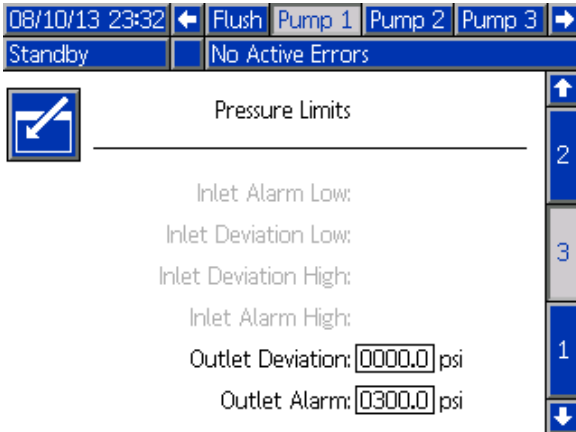 08/10/13 23:32 Flush Pump 1 Pump 2 Pump 3
Standby No Active Errors
Pressure Limits
2
Inlet Alarm Low:
Inlet Deviation Low:
3
Inlet Deviation High:
Inlet Alarm High:
Outlet Deviation: 0000.0 psi
1
Outlet Alarm: 0300.0 psi